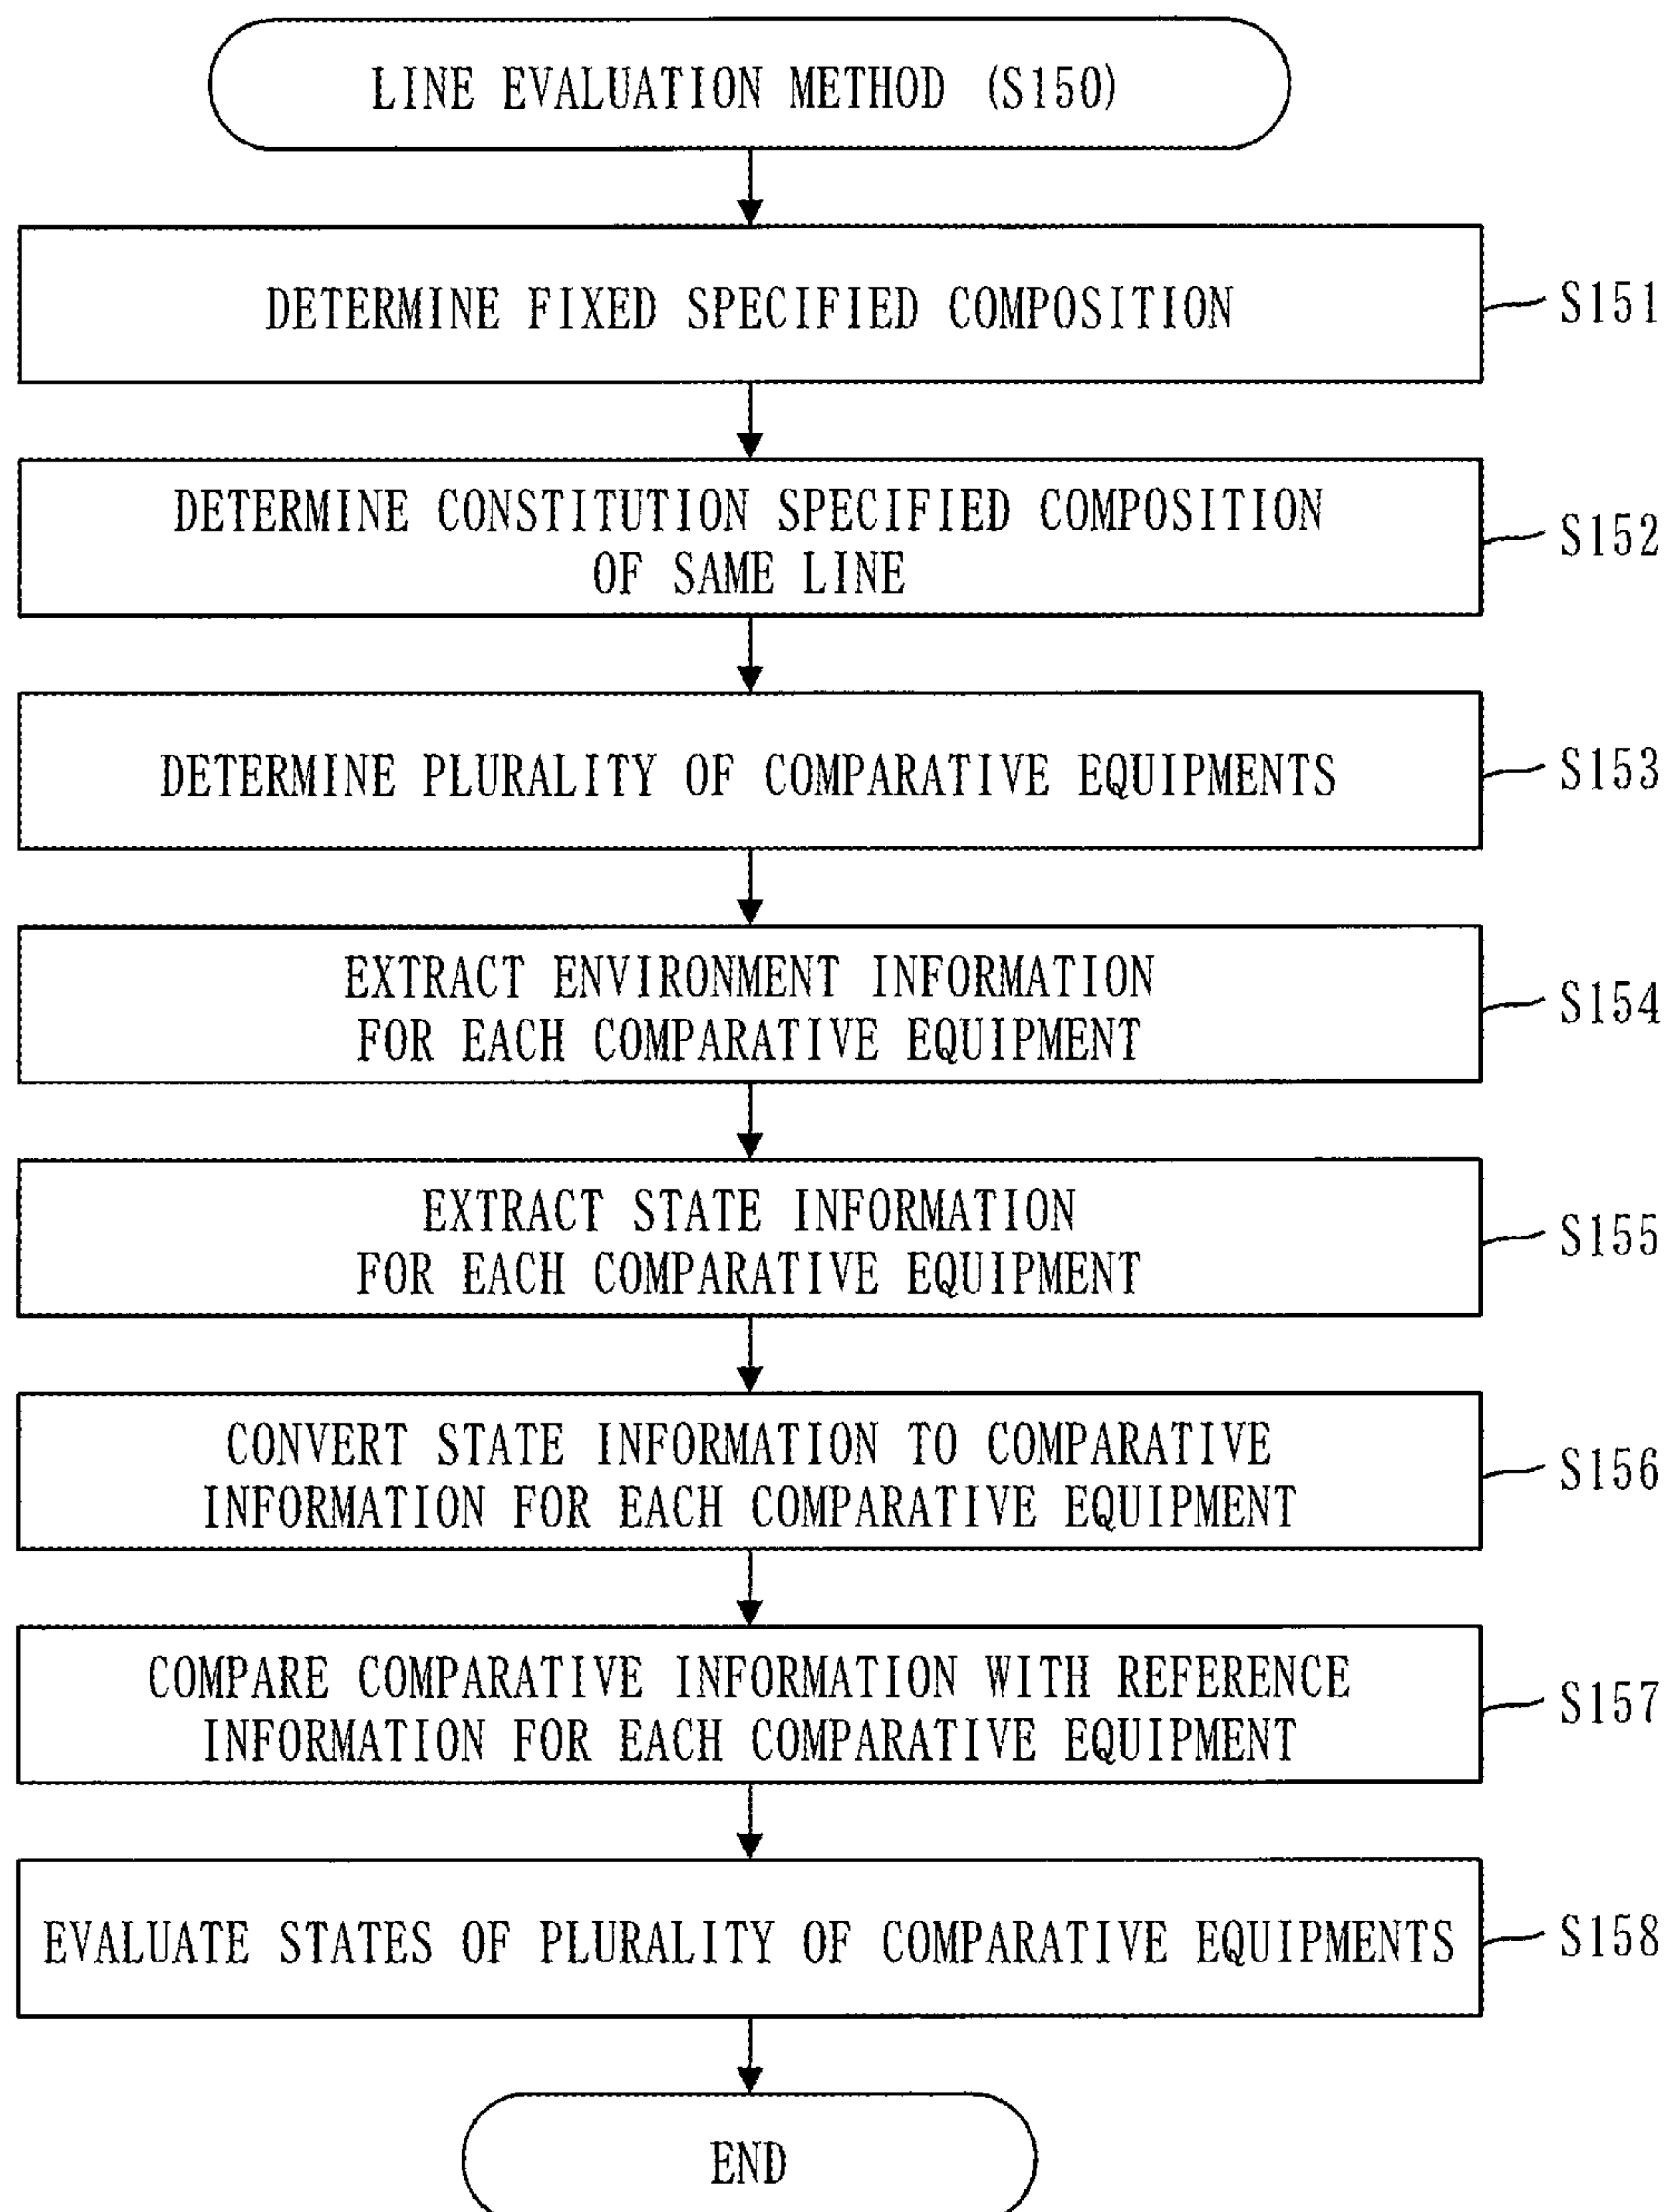 LINE EVALUATION METHOD (S150)
DETERMINE FIXED SPECIFIED COMPOSITION
S151
DETERMINE CONSTITUTION SPECIFIED COMPOSITION
OF SAME LINE
S152
DETERMINE PLURALITY OF COMPARATIVE EQUIPMENTS
S153
EXTRACT ENVIRONMENT INFORMATION
FOR EACH COMPARATIVE EQUIPMENT
S154
EXTRACT STATE INFORMATION
FOR EACH COMPARATIVE EQUIPMENT
S155
CONVERT STATE INFORMATION TO COMPARATIVE
INFORMATION FOR EACH COMPARATIVE EQUIPMENT
S156
COMPARE COMPARATIVE INFORMATION WITH REFERENCE
INFORMATION FOR EACH COMPARATIVE EQUIPMENT
S157
EVALUATE STATES OF PLURALITY OF COMPARATIVE EQUIPMENTS
S158
END